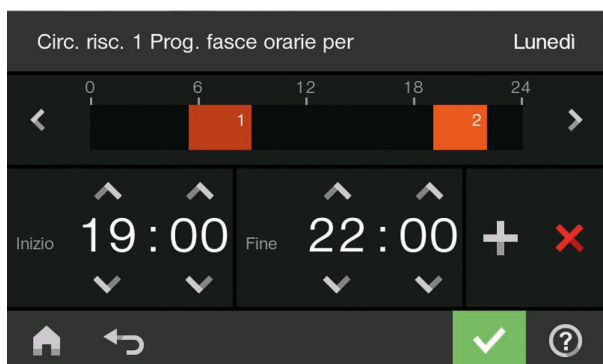 Circ. risc. 1 Prog. fasce orarie per Lunedì
0 6 12 18 24
1 2
Inizio 19:00 Fine 22:00
?